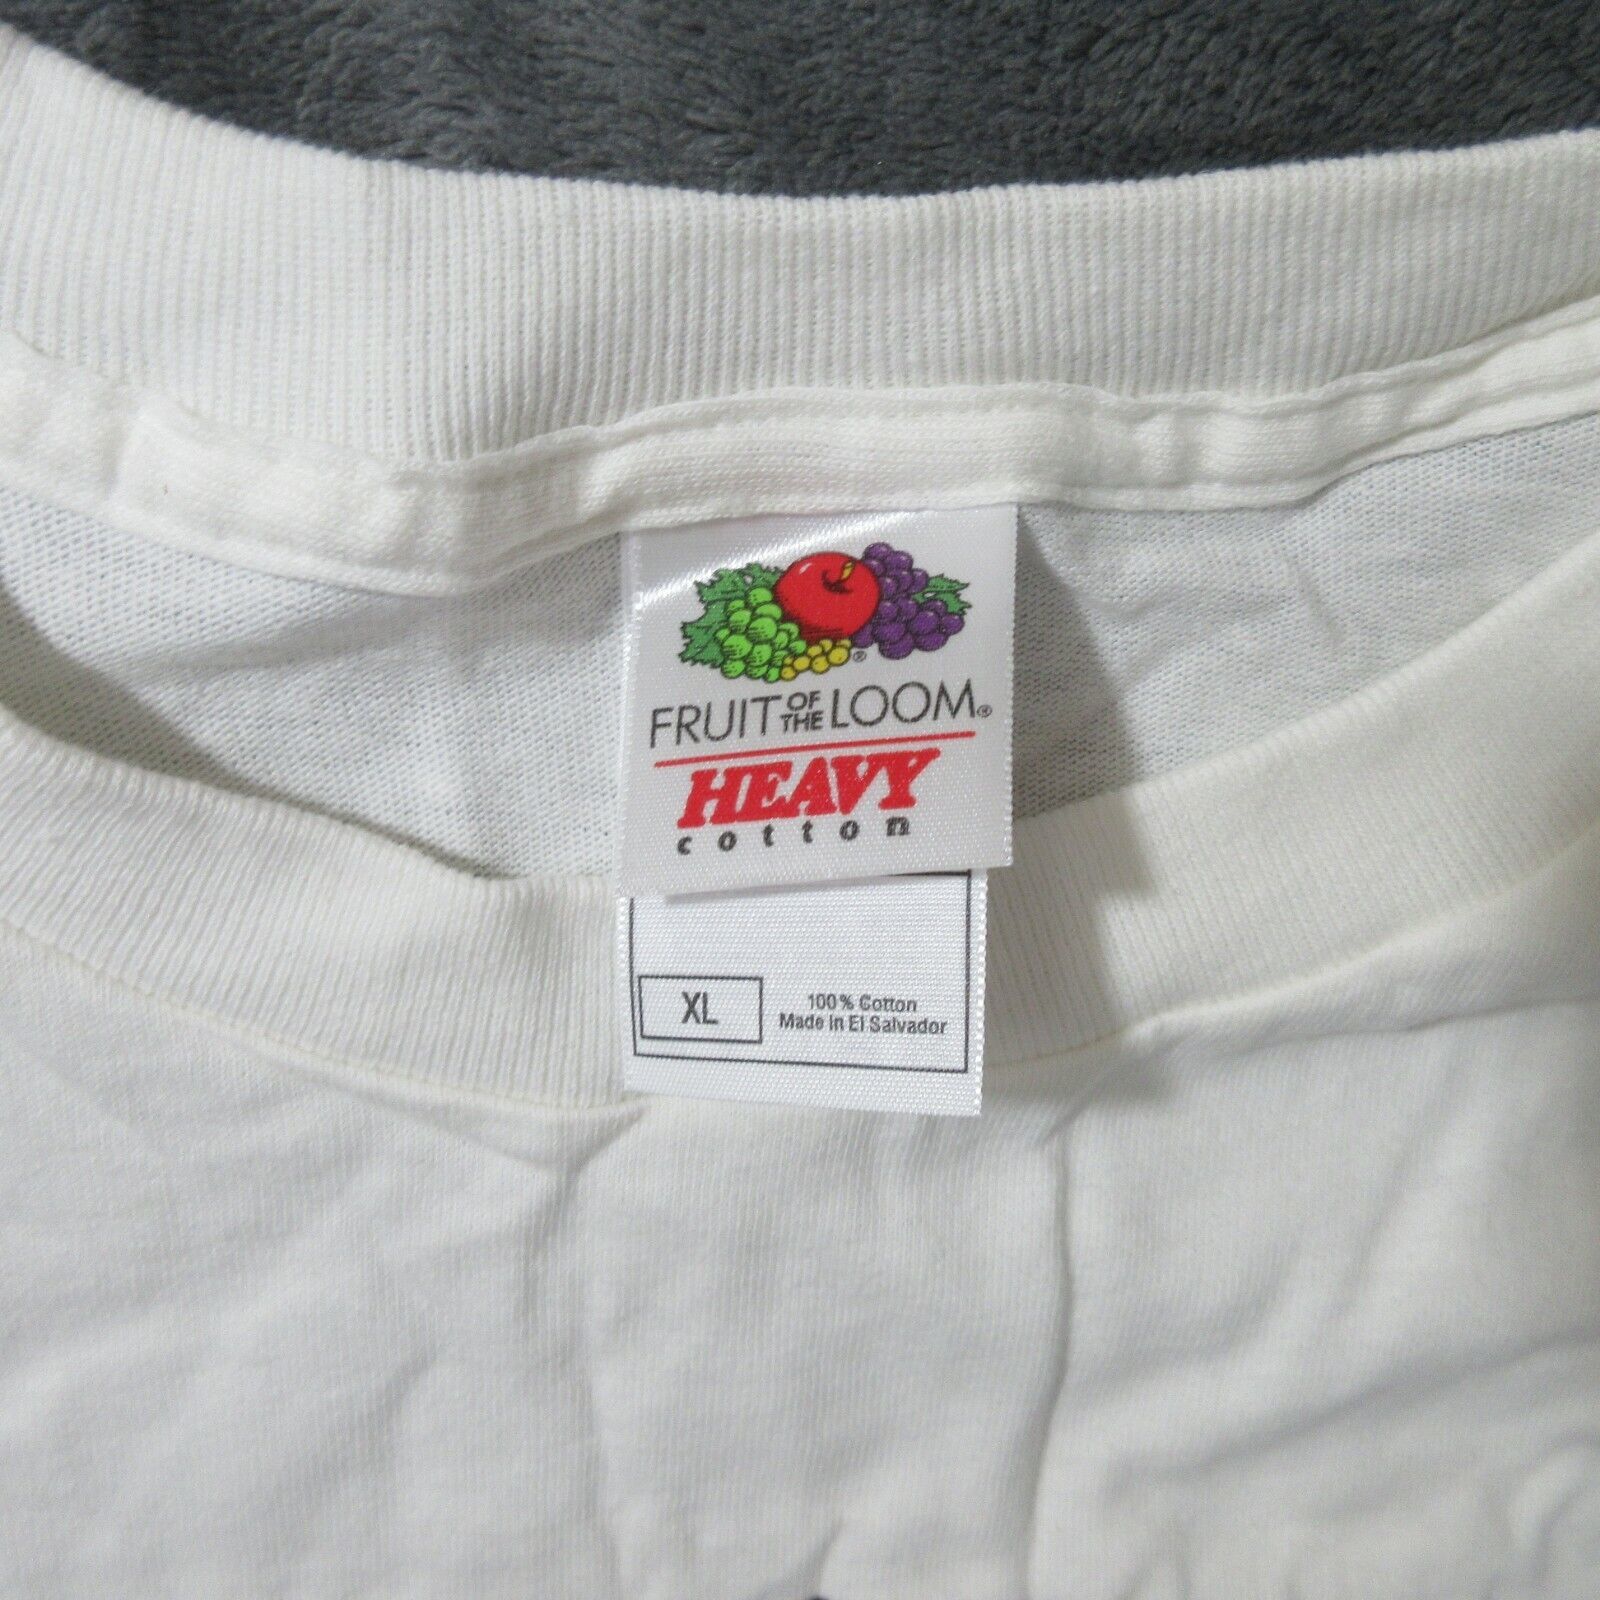 ®
FRUIT OF THE LOOM®
HEAVY
cotton
XL
100% Cotton
Made in El Salvador